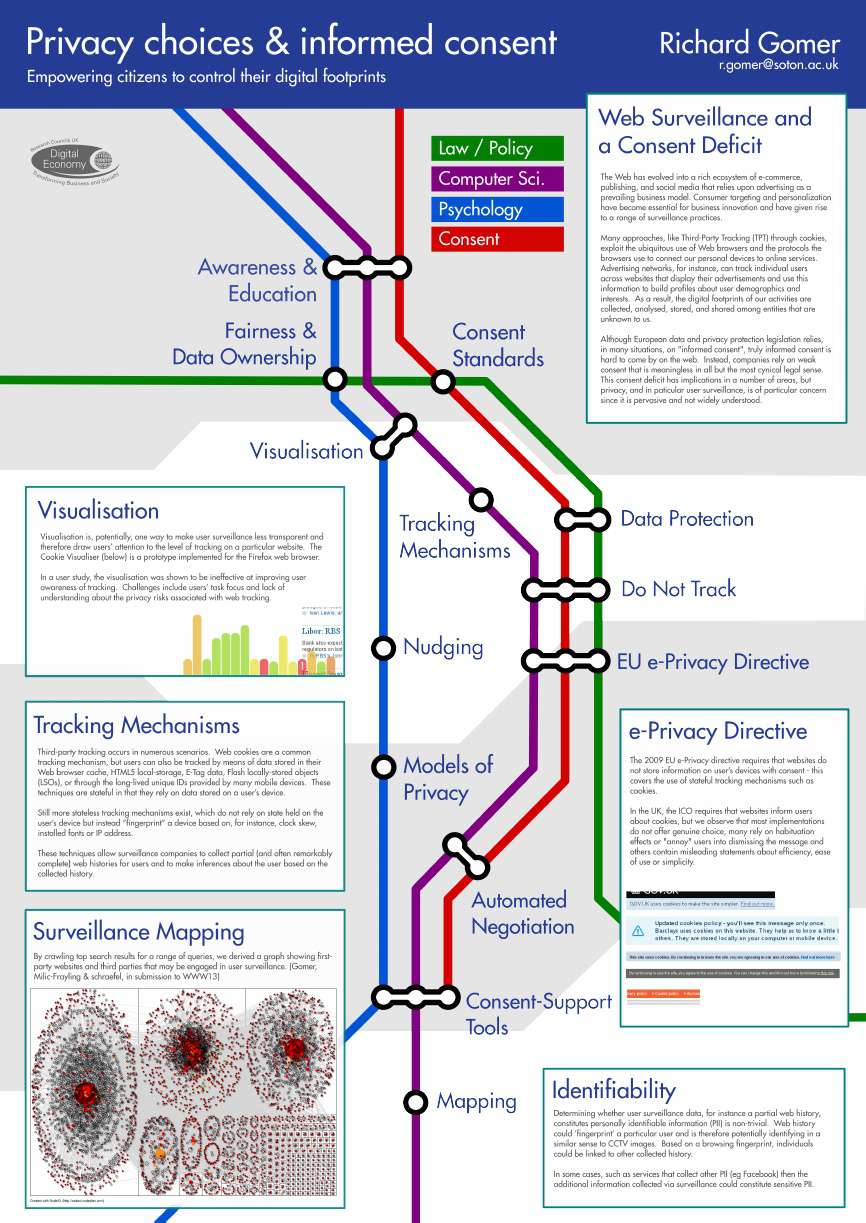 Privacy choices & informed consent
Empowering citizens to control their digital footprints
Richard Gomer
r.gomer@soton.ac.uk
Research Councils UK
Digital
Economy
Transforming Business and Society
Law / Policy
Computer Sci.
Psychology
Consent
Web Surveillance and
a Consent Deficit
The Web has evolved into a rich ecosystem of e-commerce,
publishing, and social media that relies upon advertising as a
prevailing business model. Consumer targeting and personalization
have become essential for business innovation and have given rise
to a range of surveillance practices.
Many approaches, like Third-Party Tracking (TPT) through cookies,
exploit the ubiquitous use of Web browsers and the protocols the
browsers use to connect our personal devices to online services.
Advertising networks, for instance, can track individual users
across websites that display their advertisements and use this
information to build profiles about user demographics and
interests. As a result, the digital footprints of our activities are
collected, analysed, stored, and shared among entities that are
unknown to us.
Although European data and privacy protection legislation relies,
in many situations, on "informed consent", truly informed consent is
hard to come by on the web. Instead, companies rely on weak
consent that is meaningless in all but the most cynical legal sense.
This consent deficit has implications in a number of areas, but
privacy, and in paticular user surveillance, is of particular concern
since it is pervasive and not widely understood.
Awareness &
Education
Fairness &
Data Ownership
Consent
Standards
Visualisation
Tracking
Mechanisms
Data Protection
Do Not Track
Nudging
EU e-Privacy Directive
Models of
Privacy
Automated
Negotiation
Consent-Support
Tools
Mapping
Visualisation
Visualisation is, potentially, one way to make user surveillance less transparent and
therefore draw users' attention to the level of tracking on a particular website. The
Cookie Visualiser (below) is a prototype implemented for the Firefox web browser.
In a user study, the visualisation was shown to be ineffective at improving user
awareness of tracking. Challenges include users' task focus and lack of
understanding about the privacy risks associated with web tracking.
Libor: RBS
Bank also expect
Tracking Mechanisms
Third-party tracking occurs in numerous scenarios. Web cookies are a common
tracking mechanism, but users can also be tracked by means of data stored in their
Web browser cache, HTML5 local-storage, E-Tag data, Flash locally-stored objects
(LSOs), or through the long-lived unique IDs provided by many mobile devices. These
techniques are stateful in that they rely on data stored on a user's device.
Still more stateless tracking mechanisms exist, which do not rely on state held on the
user's device but instead "fingerprint" a device based on, for instance, clock skew,
installed fonts or IP address.
These techniques allow surveillance companies to collect partial (and often remarkably
complete) web histories for users and to make inferences about the user based on the
collected history.
Surveillance Mapping
By crawling top search results for a range of queries, we derived a graph showing first-
party websites and third parties that may be engaged in user surveillance. (Gomer,
Milic-Frayling & schraefel, in submission to WWW13)
e-Privacy Directive
The 2009 EU e-Privacy directive requires that websites do
not store information on user's devices with consent - this
covers the use of stateful tracking mechanisms such as
cookies.
In the UK, the ICO requires that websites inform users
about cookies, but we observe that most implementations
do not offer genuine choice, many rely on habituation
effects or "annoy" users into dismissing the message and
others contain misleading statements about efficiency, ease
of use or simplicity.
GOV.UK
GOV.UK uses cookies to make the site simpler. Find out more.
Updated cookies policy - you'll see this message only once.
Barclays uses cookies on this website. They help us to know a little b
others. They are stored locally on your computer or mobile device.
This site uses cookies. By continuing to browse the site you are agreeing to our use of cookies. Find out more here
Identifiability
Determining whether user surveillance data, for instance a partial web history,
constitutes personally identifiable information (PII) is non-trivial. Web history
could 'fingerprint' a particular user and is therefore potentially identifying in a
similar sense to CCTV images. Based on a browsing fingerprint, individuals
could be linked to other collected history.
In some cases, such as services that collect other PII (eg Facebook) then the
additional information collected via surveillance could constitute sensitive PII.